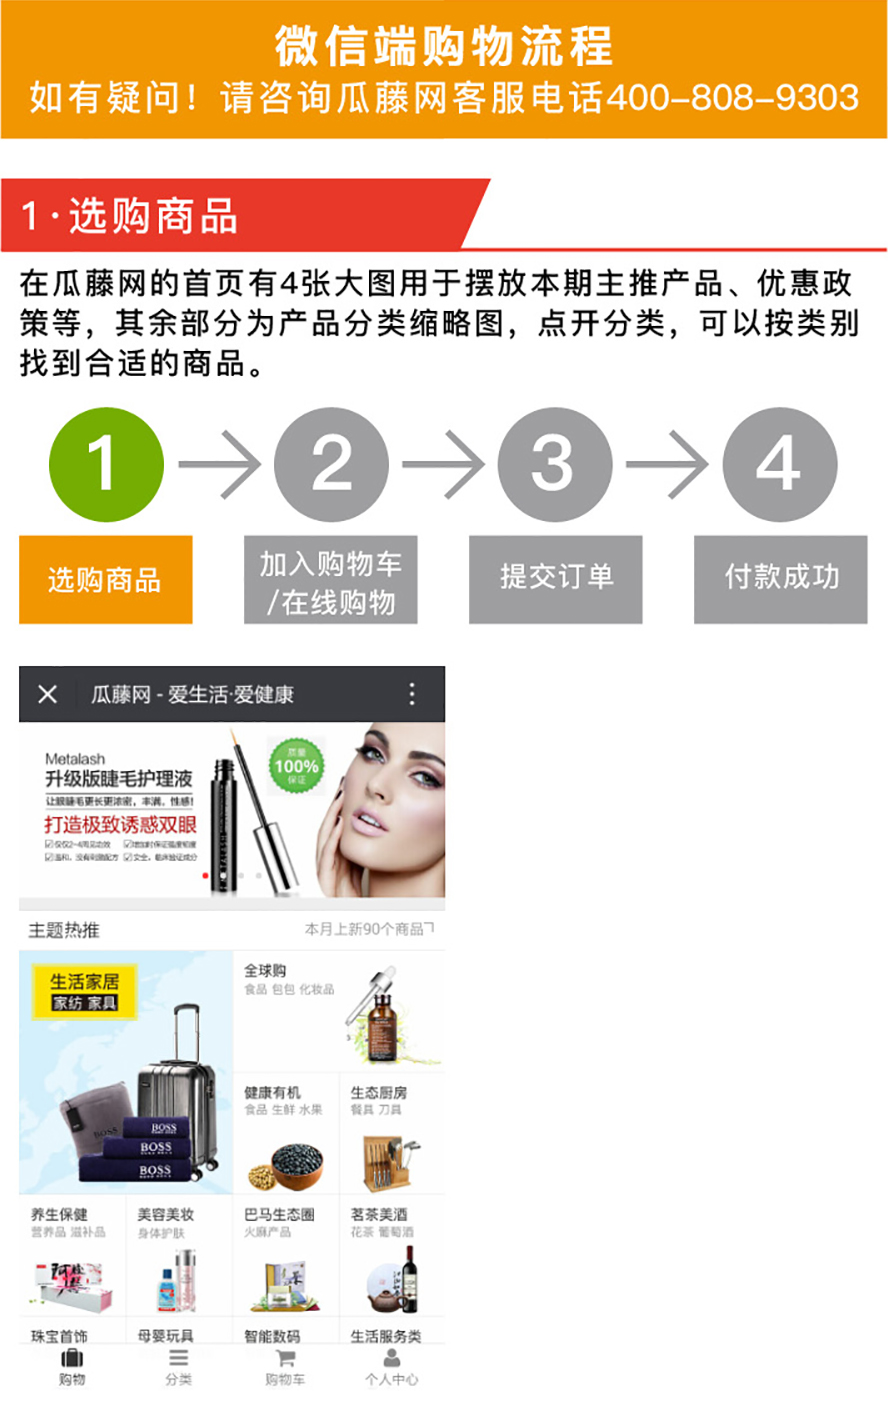 微信端购物流程
如有疑问！请咨询瓜藤网客服电话400-808-9303
1·选购商品
在瓜藤网的首页有4张大图用于摆放本期主推产品、优惠政
策等，其余部分为产品分类缩略图，点开分类，可以按类别
找到合适的商品。
1
2
3
4
选购商品
加入购物车
/在线购物
提交订单
付款成功
瓜藤网 - 爱生活·爱健康
Metalash
升级版睫毛护理液
让眼睫毛更长更浓密，丰满，性感！
打造极致诱惑双眼
质量
100%
保证
主题热推
本月上新90个商品
生活家居
家纺 家具
BOSS
BOSS
BOSS
BOSS
全球购
食品 包包 化妆品
健康有机
食品 生鲜 水果
生态厨房
餐具 刀具
养生保健
营养品 滋补品
美容美妆
身体护肤
巴马生态圈
火麻产品
茗茶美酒
花茶 葡萄酒
珠宝首饰
母婴玩具
智能数码
生活服务类
购物
分类
购物车
个人中心